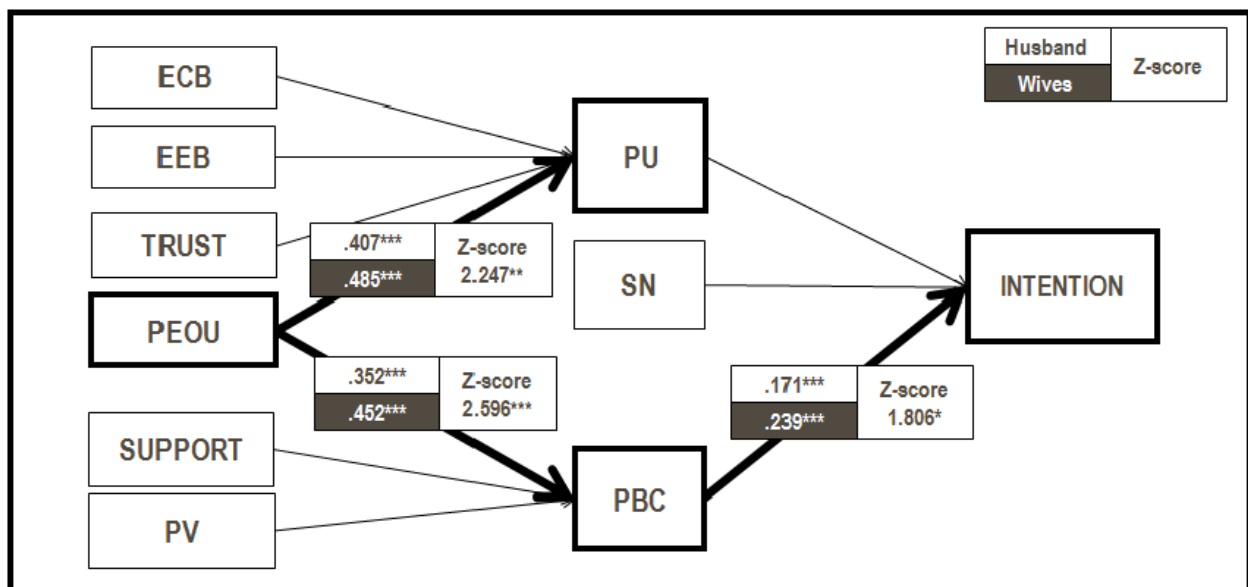 Husband
Wives
Z-score
ECB
EEB
TRUST
PEOU
SUPPORT
PV
PU
SN
PBC
INTENTION
.407***
.485***
Z-score
2.247**
.352***
.452***
Z-score
2.596***
.171***
.239***
Z-score
1.806*